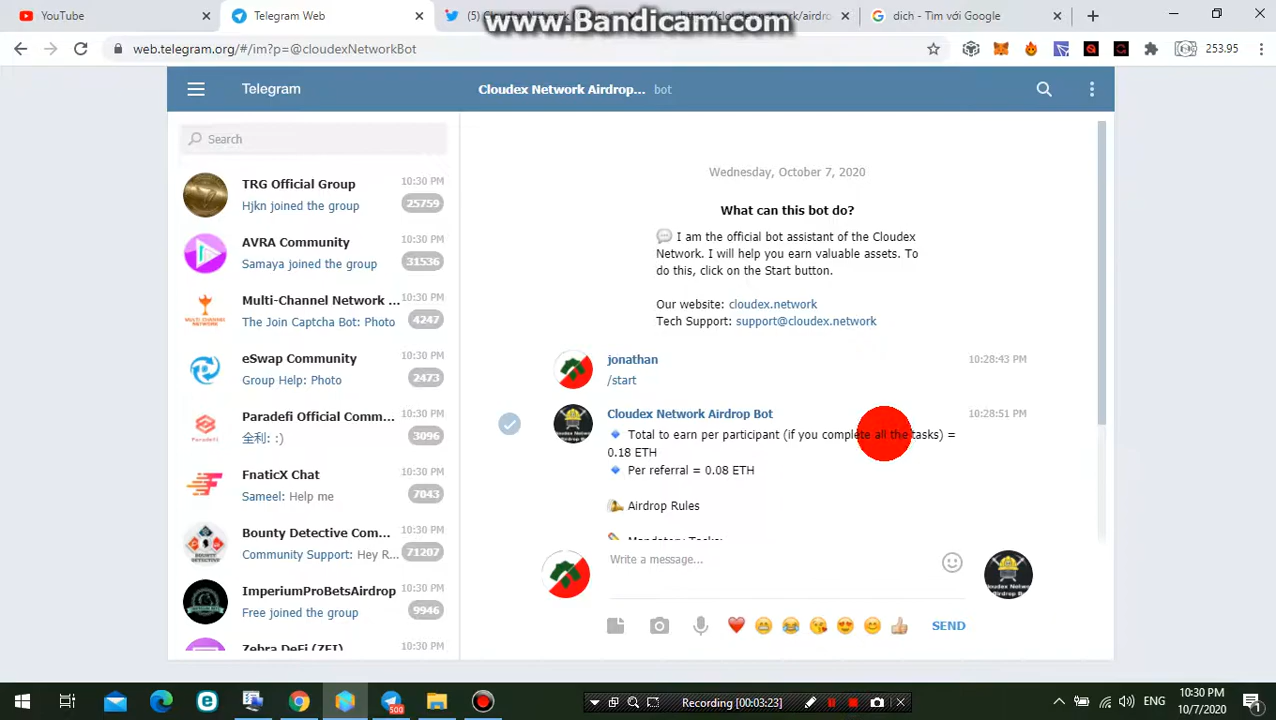 YouTube
Telegram Web
dich - Tìm với Google
www.Bandicam.com
web.telegram.org/#/im?p=@cloudexNetworkBot
253.95
Telegram
Cloudex Network Airdrop... bot
Search
TRG Official Group 10:30 PM
Hjkn joined the group 25759
AVRA Community 10:30 PM
Samaya joined the group 31536
Multi-Channel Network ... 10:30 PM
The Join Captcha Bot: Photo 4247
eSwap Community 10:30 PM
Group Help: Photo 2473
Paradefi Official Comm... 10:30 PM
全利: :) 3096
FnaticX Chat 10:30 PM
Sameel: Help me 7043
Bounty Detective Com... 10:30 PM
Community Support: Hey R... 71207
ImperiumProBetsAirdrop 10:30 PM
Free joined the group 9946
Zebra DeFi (ZFI) 10:30 PM
Wednesday, October 7, 2020
What can this bot do?
I am the official bot assistant of the Cloudex
Network. I will help you earn valuable assets. To
do this, click on the Start button.
Our website: cloudex.network
Tech Support: support@cloudex.network
jonathan 10:28:43 PM
/start
Cloudex Network Airdrop Bot 10:28:51 PM
Total to earn per participant (if you complete all the tasks) =
0.18 ETH
Per referral = 0.08 ETH
Airdrop Rules
Mandatory Tasks:
Write a message...
SEND
500
Recording [00:03:23]
ENG
10:30 PM
10/7/2020
1